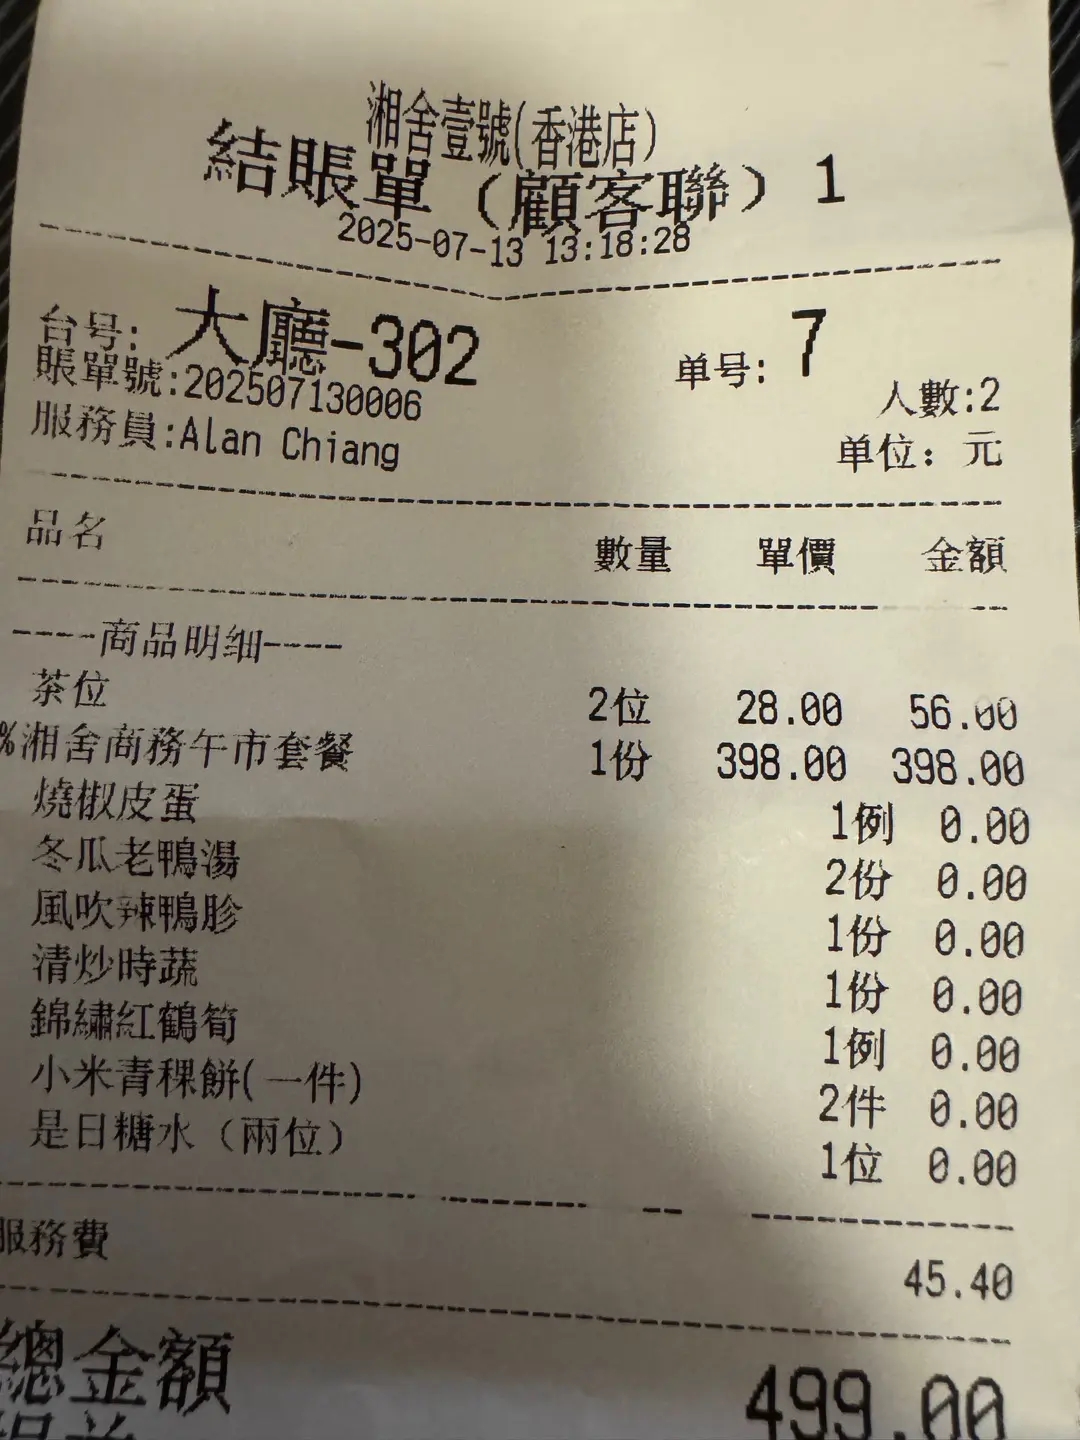 湘舍壹號(香港店)
結賬單（顧客聯）1
2025-07-13 13:18:28
台号: 大廳-302 单号: 7
賬單號:202507130006 人數:2
服務員:Alan Chiang 单位: 元
品名 數量 單價 金額
----商品明细----
茶位 2位 28.00 56.00
%湘舍商務午市套餐 1份 398.00 398.00
燒椒皮蛋 1例 0.00
冬瓜老鴨湯 2份 0.00
風吹辣鴨胗 1份 0.00
清炒時蔬 1份 0.00
錦繡紅鶴筍 1例 0.00
小米青稞餅(一件) 2件 0.00
是日糖水（兩位） 1位 0.00
服務費 45.40
總金額 499.00